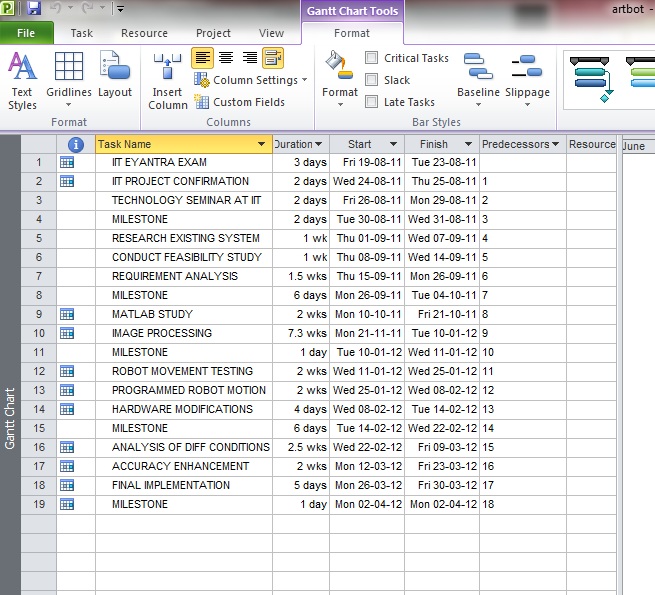 Gantt Chart Tools
artbot -
File Task Resource Project View Format
Text Styles
Gridlines
Layout
Format
Insert Column
Column Settings
Custom Fields
Columns
Format
Critical Tasks
Slack
Late Tasks
Baseline
Slippage
Bar Styles
Task Name Duration Start Finish Predecessors Resource June
1 IIT EYANTRA EXAM 3 days Fri 19-08-11 Tue 23-08-11
2 IIT PROJECT CONFIRMATION 2 days Wed 24-08-11 Thu 25-08-11 1
3 TECHNOLOGY SEMINAR AT IIT 2 days Fri 26-08-11 Mon 29-08-11 2
4 MILESTONE 2 days Tue 30-08-11 Wed 31-08-11 3
5 RESEARCH EXISTING SYSTEM 1 wk Thu 01-09-11 Wed 07-09-11 4
6 CONDUCT FEASIBILITY STUDY 1 wk Thu 08-09-11 Wed 14-09-11 5
7 REQUIREMENT ANALYSIS 1.5 wks Thu 15-09-11 Mon 26-09-11 6
8 MILESTONE 6 days Mon 26-09-11 Tue 04-10-11 7
9 MATLAB STUDY 2 wks Mon 10-10-11 Fri 21-10-11 8
10 IMAGE PROCESSING 7.3 wks Mon 21-11-11 Tue 10-01-12 9
11 MILESTONE 1 day Tue 10-01-12 Wed 11-01-12 10
12 ROBOT MOVEMENT TESTING 2 wks Wed 11-01-12 Wed 25-01-12 11
13 PROGRAMMED ROBOT MOTION 2 wks Wed 25-01-12 Wed 08-02-12 12
14 HARDWARE MODIFICATIONS 4 days Wed 08-02-12 Tue 14-02-12 13
15 MILESTONE 6 days Tue 14-02-12 Wed 22-02-12 14
16 ANALYSIS OF DIFF CONDITIONS 2.5 wks Wed 22-02-12 Fri 09-03-12 15
17 ACCURACY ENHANCEMENT 2 wks Mon 12-03-12 Fri 23-03-12 16
18 FINAL IMPLEMENTATION 5 days Mon 26-03-12 Fri 30-03-12 17
19 MILESTONE 1 day Mon 02-04-12 Mon 02-04-12 18
Gantt Chart